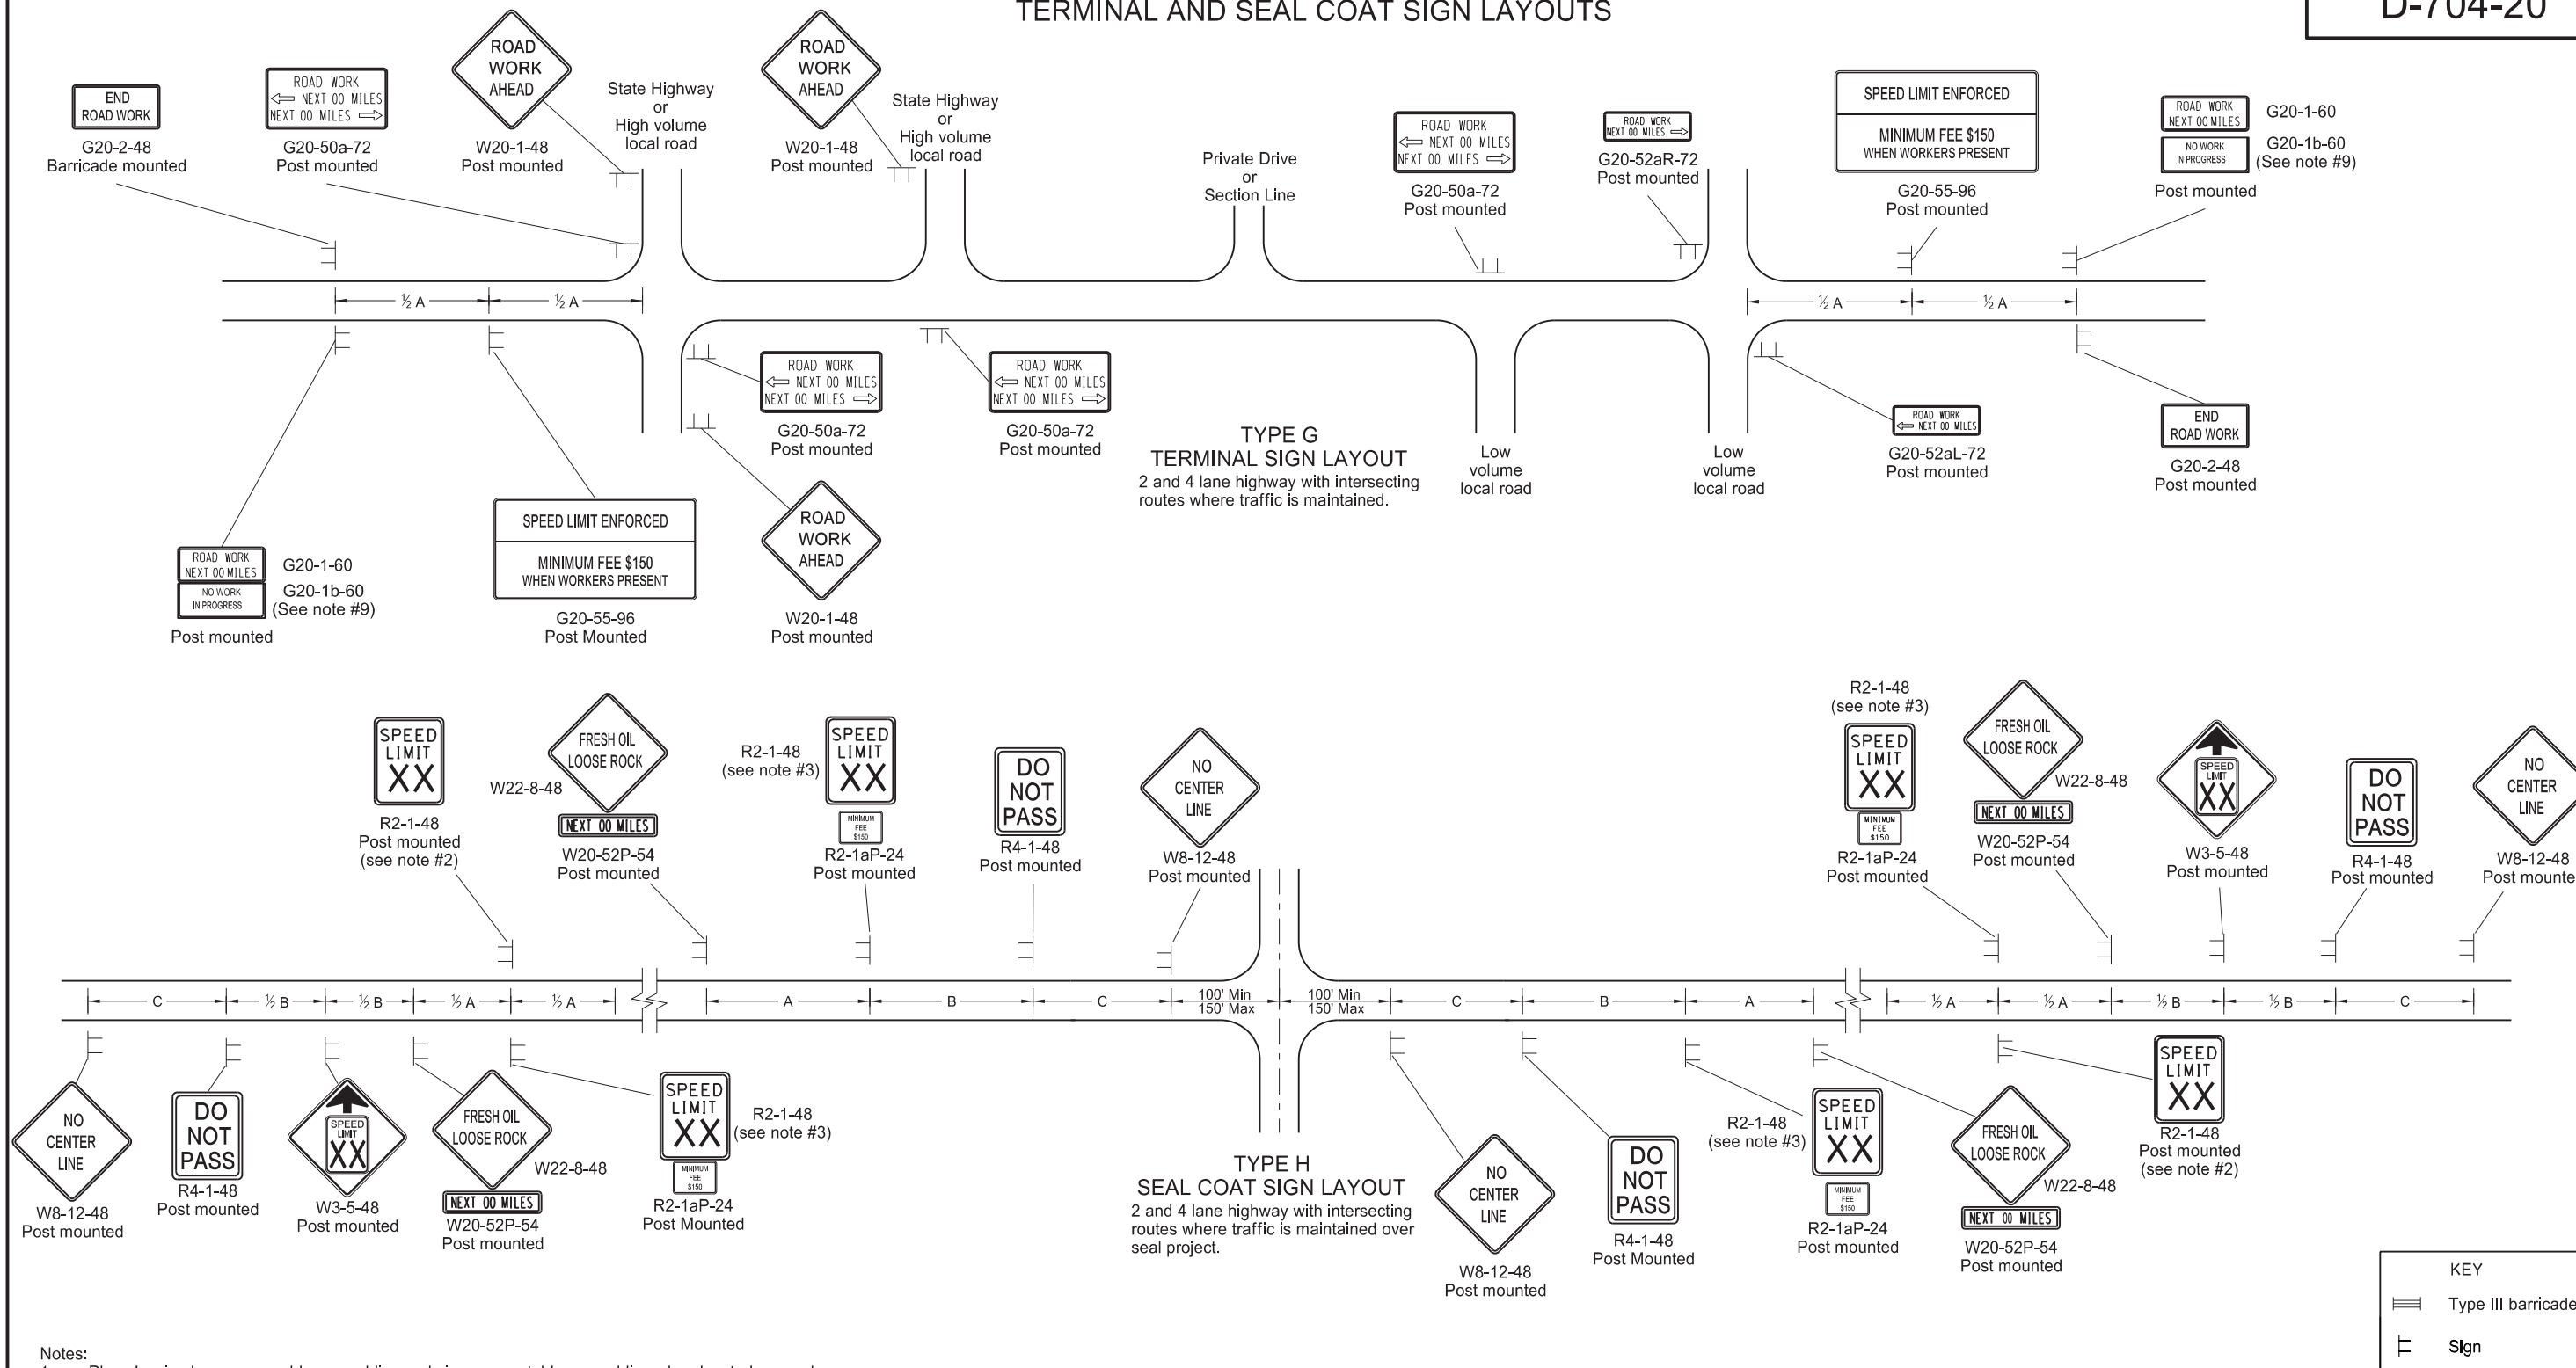 TERMINAL AND SEAL COAT SIGN LAYOUTS
D-704-20
END
ROAD WORK
G20-2-48
Barricade mounted
ROAD WORK
NEXT 00 MILES
NEXT 00 MILES
G20-50a-72
Post mounted
ROAD
WORK
AHEAD
W20-1-48
Post mounted
State Highway
or
High volume
local road
ROAD
WORK
AHEAD
W20-1-48
Post mounted
State Highway
or
High volume
local road
Private Drive
or
Section Line
ROAD WORK
NEXT 00 MILES
NEXT 00 MILES
G20-50a-72
Post mounted
ROAD WORK
NEXT 00 MILES
G20-52aR-72
Post mounted
SPEED LIMIT ENFORCED
MINIMUM FEE $150
WHEN WORKERS PRESENT
G20-55-96
Post mounted
ROAD WORK
NEXT 00 MILES
G20-1-60
NO WORK
IN PROGRESS
G20-1b-60
(See note #9)
Post mounted
½ A
½ A
½ A
½ A
ROAD WORK
NEXT 00 MILES
NEXT 00 MILES
G20-50a-72
Post mounted
ROAD WORK
NEXT 00 MILES
NEXT 00 MILES
G20-50a-72
Post mounted
TYPE G
TERMINAL SIGN LAYOUT
2 and 4 lane highway with intersecting
routes where traffic is maintained.
Low
volume
local road
Low
volume
local road
ROAD WORK
NEXT 00 MILES
G20-52aL-72
Post mounted
END
ROAD WORK
G20-2-48
Post mounted
ROAD WORK
NEXT 00 MILES
G20-1-60
NO WORK
IN PROGRESS
G20-1b-60
(See note #9)
Post mounted
SPEED LIMIT ENFORCED
MINIMUM FEE $150
WHEN WORKERS PRESENT
G20-55-96
Post Mounted
ROAD
WORK
AHEAD
W20-1-48
Post mounted
SPEED
LIMIT
XX
R2-1-48
Post mounted
(see note #2)
FRESH OIL
LOOSE ROCK
W22-8-48
NEXT 00 MILES
W20-52P-54
Post mounted
R2-1-48
(see note #3)
SPEED
LIMIT
XX
MINIMUM
FEE
$150
R2-1aP-24
Post mounted
DO
NOT
PASS
R4-1-48
Post mounted
NO
CENTER
LINE
W8-12-48
Post mounted
R2-1-48
(see note #3)
SPEED
LIMIT
XX
MINIMUM
FEE
$150
R2-1aP-24
Post mounted
FRESH OIL
LOOSE ROCK
W22-8-48
NEXT 00 MILES
W20-52P-54
Post mounted
SPEED
LIMIT
XX
W3-5-48
Post mounted
DO
NOT
PASS
R4-1-48
Post mounted
NO
CENTER
LINE
W8-12-48
Post mounte
C
½ B
½ B
½ A
½ A
A
B
C
100' Min
150' Max
100' Min
150' Max
C
B
A
½ A
½ A
½ B
½ B
C
NO
CENTER
LINE
W8-12-48
Post mounted
DO
NOT
PASS
R4-1-48
Post mounted
SPEED
LIMIT
XX
W3-5-48
Post mounted
FRESH OIL
LOOSE ROCK
W22-8-48
NEXT 00 MILES
W20-52P-54
Post mounted
SPEED
LIMIT
XX
R2-1-48
(see note #3)
MINIMUM
FEE
$150
R2-1aP-24
Post Mounted
TYPE H
SEAL COAT SIGN LAYOUT
2 and 4 lane highway with intersecting
routes where traffic is maintained over
seal project.
NO
CENTER
LINE
W8-12-48
Post mounted
DO
NOT
PASS
R4-1-48
Post Mounted
R2-1-48
(see note #3)
SPEED
LIMIT
XX
MINIMUM
FEE
$150
R2-1aP-24
Post mounted
FRESH OIL
LOOSE ROCK
W22-8-48
NEXT 00 MILES
W20-52P-54
Post mounted
SPEED
LIMIT
XX
R2-1-48
Post mounted
(see note #2)
KEY
Type III barricade
Sign
Notes: